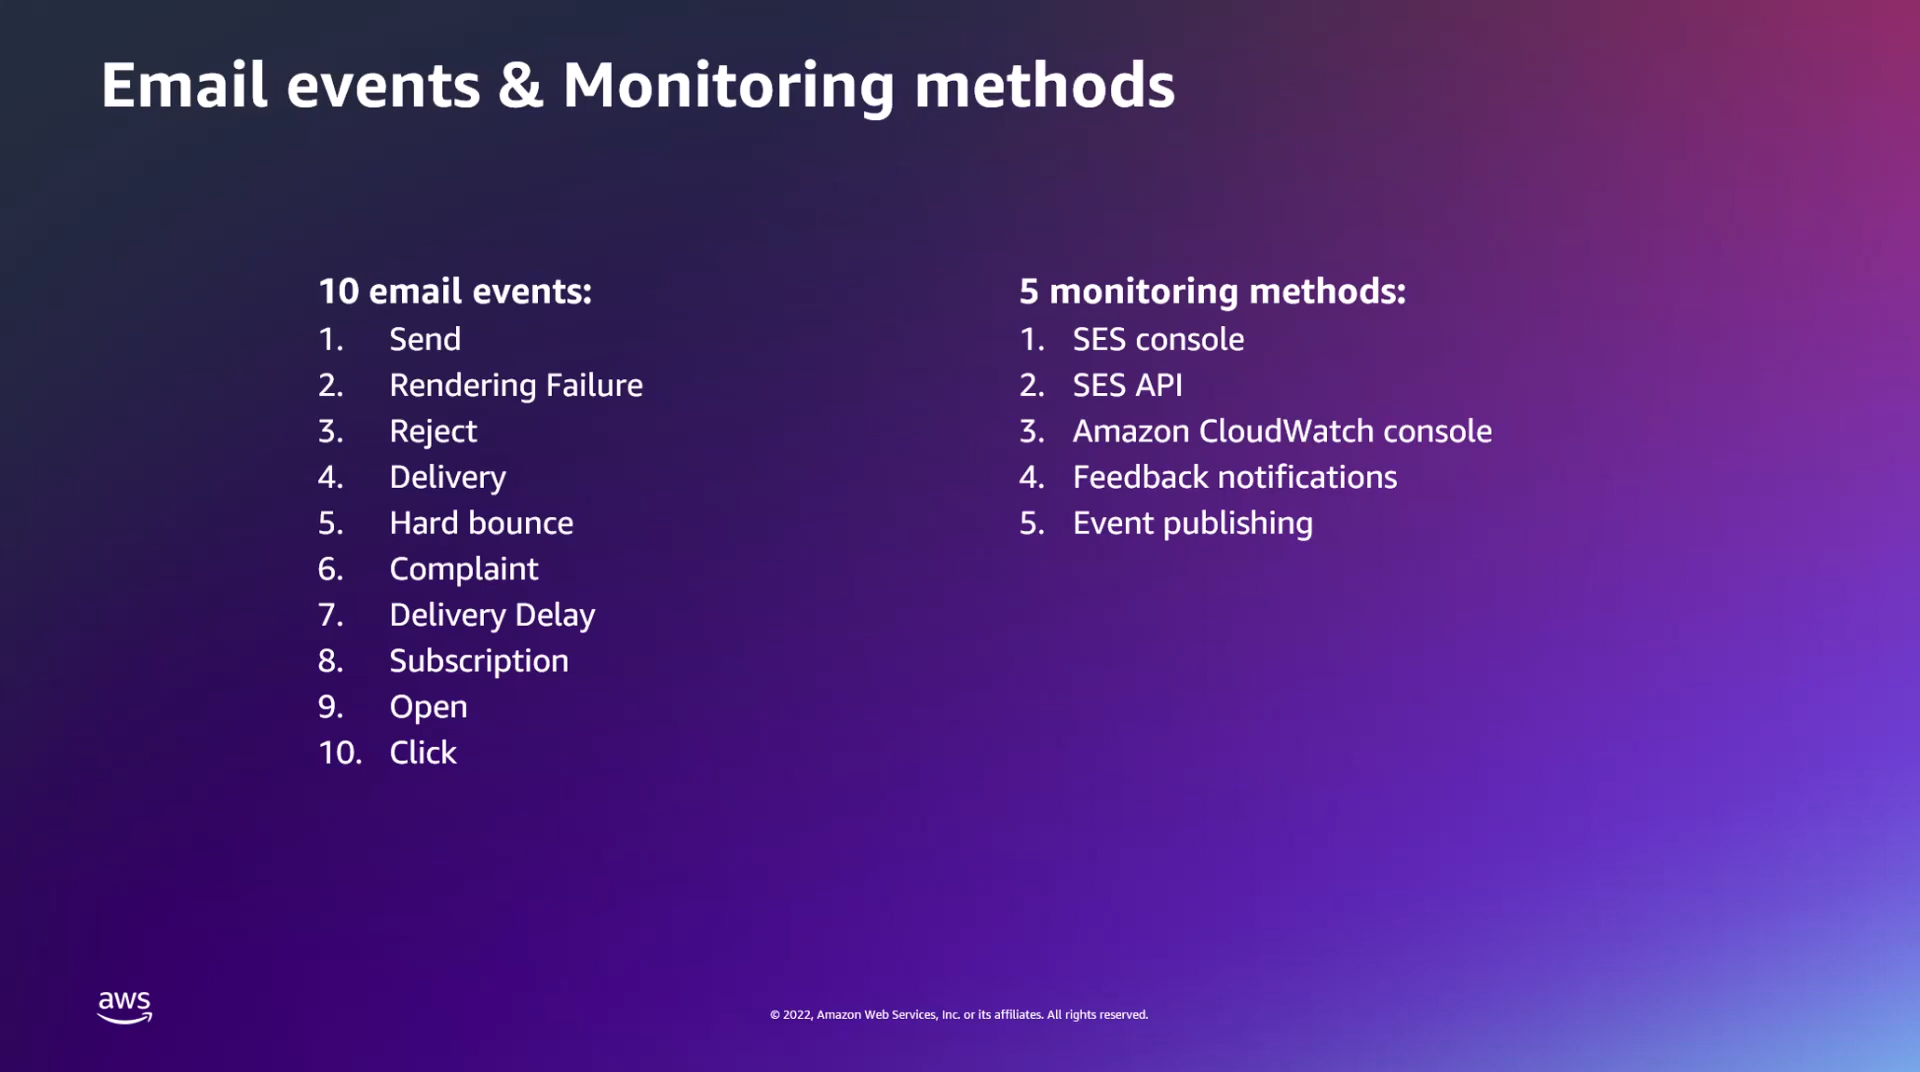 Email events & Monitoring methods
10 email events:
1. Send
2. Rendering Failure
3. Reject
4. Delivery
5. Hard bounce
6. Complaint
7. Delivery Delay
8. Subscription
9. Open
10. Click
5 monitoring methods:
1. SES console
2. SES API
3. Amazon CloudWatch console
4. Feedback notifications
5. Event publishing
aws
© 2022, Amazon Web Services, Inc. or its affiliates. All rights reserved.